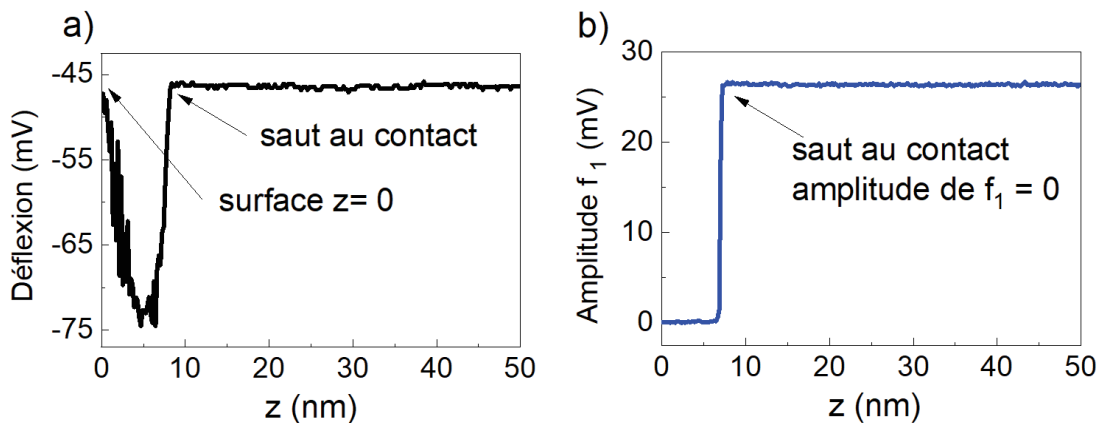 a)
-45
-55
-65
-75
Déflexion (mV)
saut au contact
surface z= 0
0 10 20 30 40 50
z (nm)
b)
30
20
10
0
Amplitude f 1 (mV)
saut au contact
amplitude de f1 = 0
0 10 20 30 40 50
z (nm)